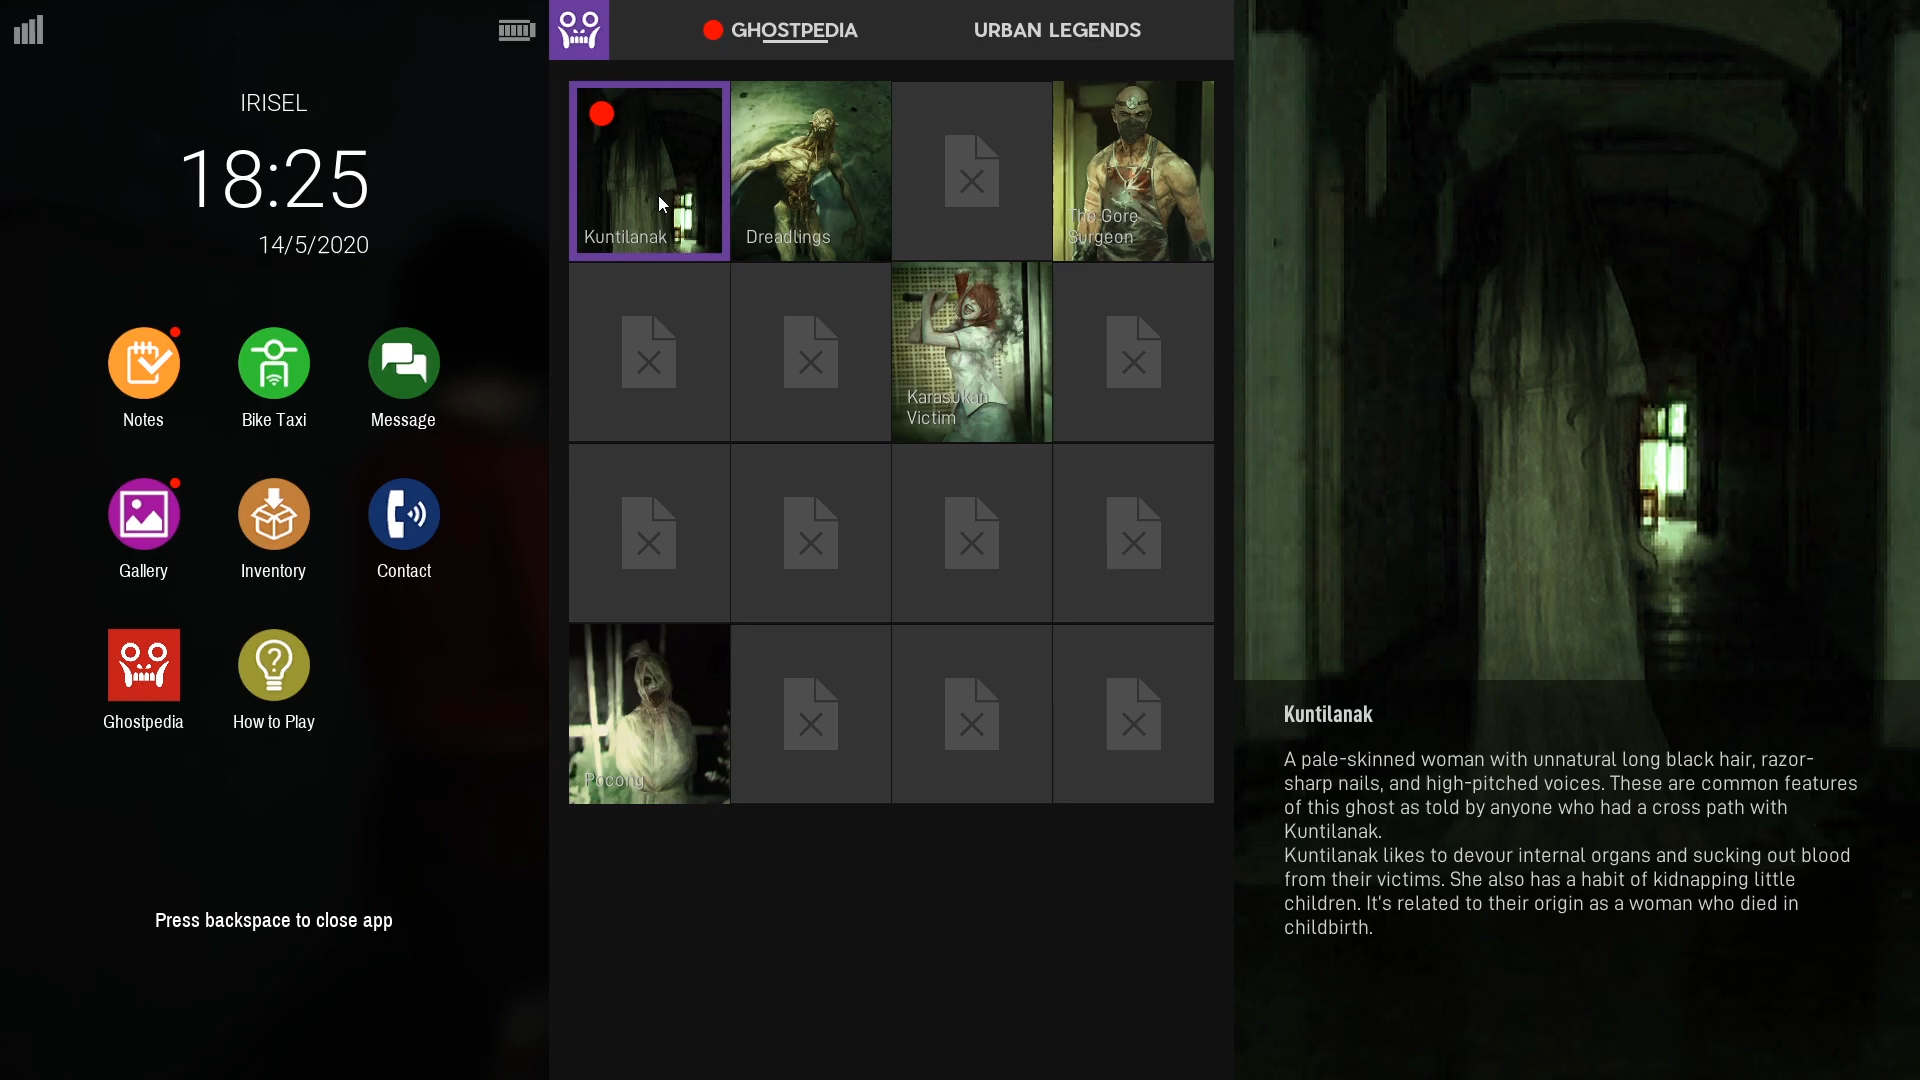 IRISEL
18:25
14/5/2020
Notes
Bike Taxi
Message
Gallery
Inventory
Contact
Ghostpedia
How to Play
Press backspace to close app
GHOSTPEDIA
URBAN LEGENDS
Kuntilanak
Dreadlings
The Gore
Surgeon
Karasukan
Victim
Pocong
Kuntilanak
A pale-skinned woman with unnatural long black hair, razor-
sharp nails, and high-pitched voices. These are common features
of this ghost as told by anyone who had a cross path with
Kuntilanak.
Kuntilanak likes to devour internal organs and sucking out blood
from their victims. She also has a habit of kidnapping little
children. It's related to their origin as a woman who died in
childbirth.